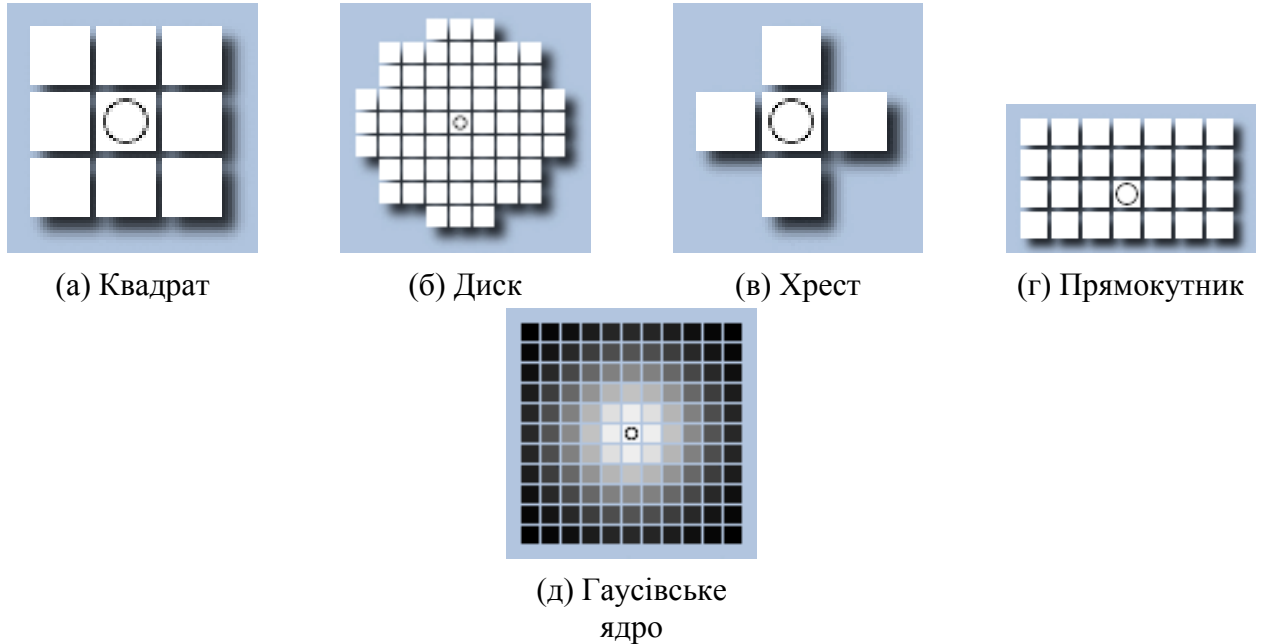 (а) Квадрат
(б) Диск
(в) Хрест
(г) Прямокутник
(д) Гаусівське
ядро